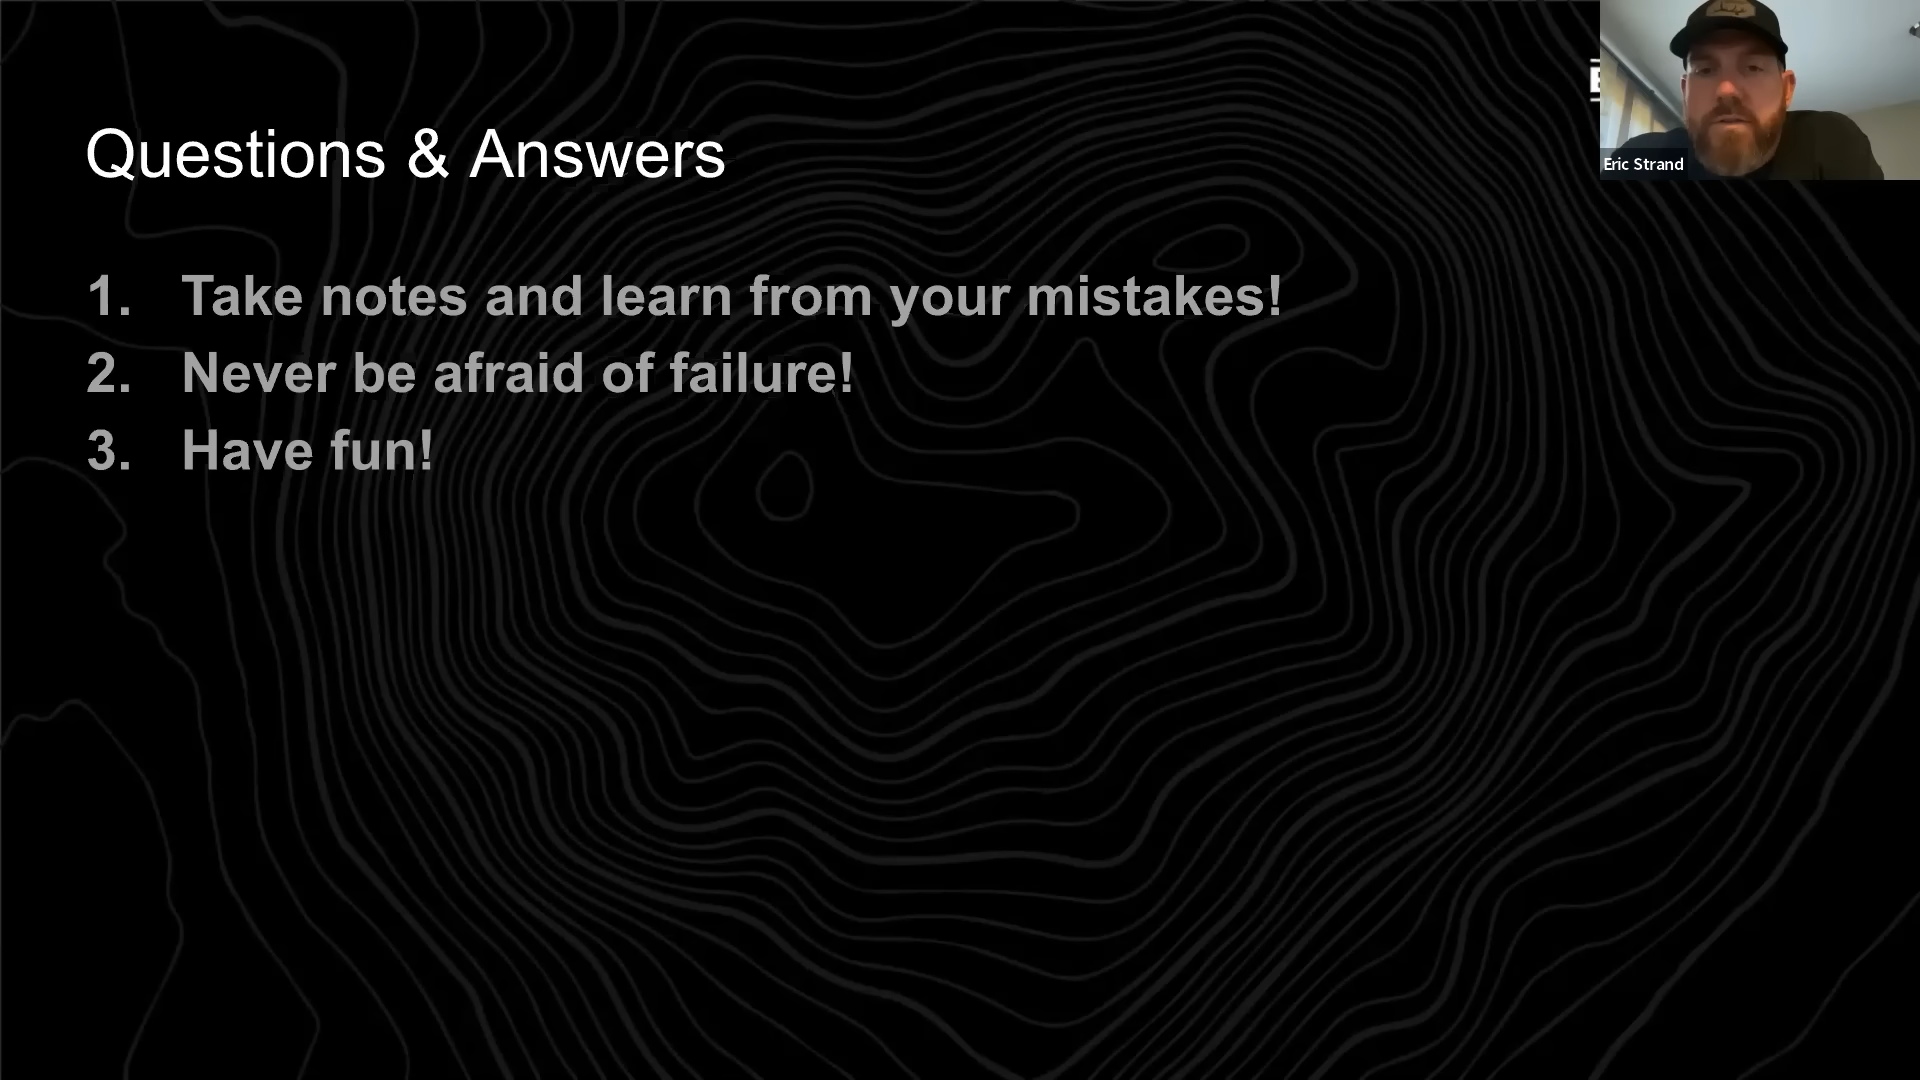 Questions & Answers
1. Take notes and learn from your mistakes!
2. Never be afraid of failure!
3. Have fun!
Eric Strand